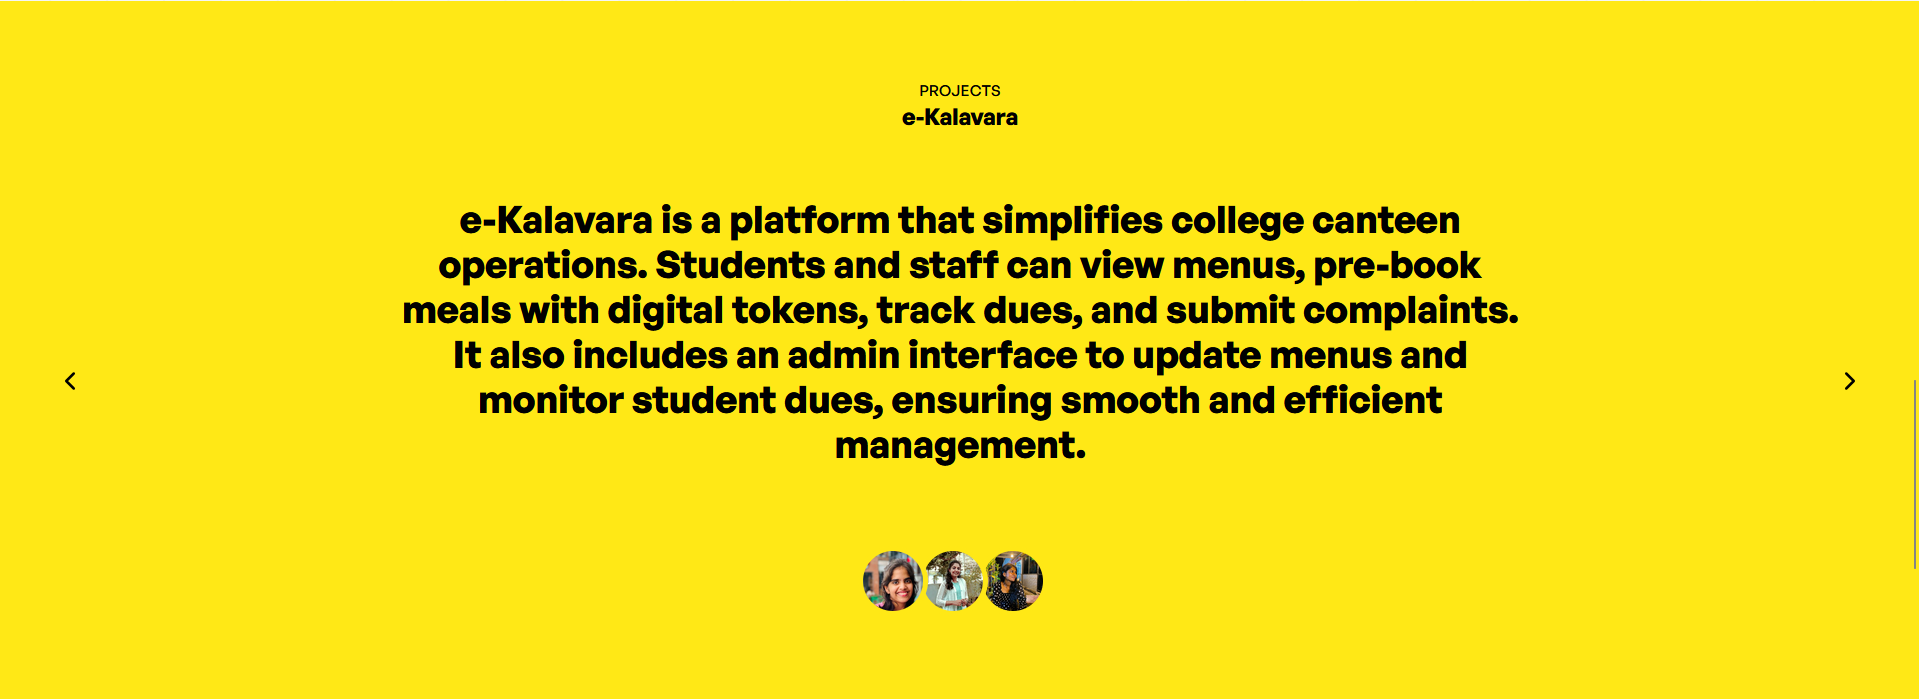 PROJECTS
e-Kalavara
e-Kalavara is a platform that simplifies college canteen
operations. Students and staff can view menus, pre-book
meals with digital tokens, track dues, and submit complaints.
It also includes an admin interface to update menus and
monitor student dues, ensuring smooth and efficient
management.